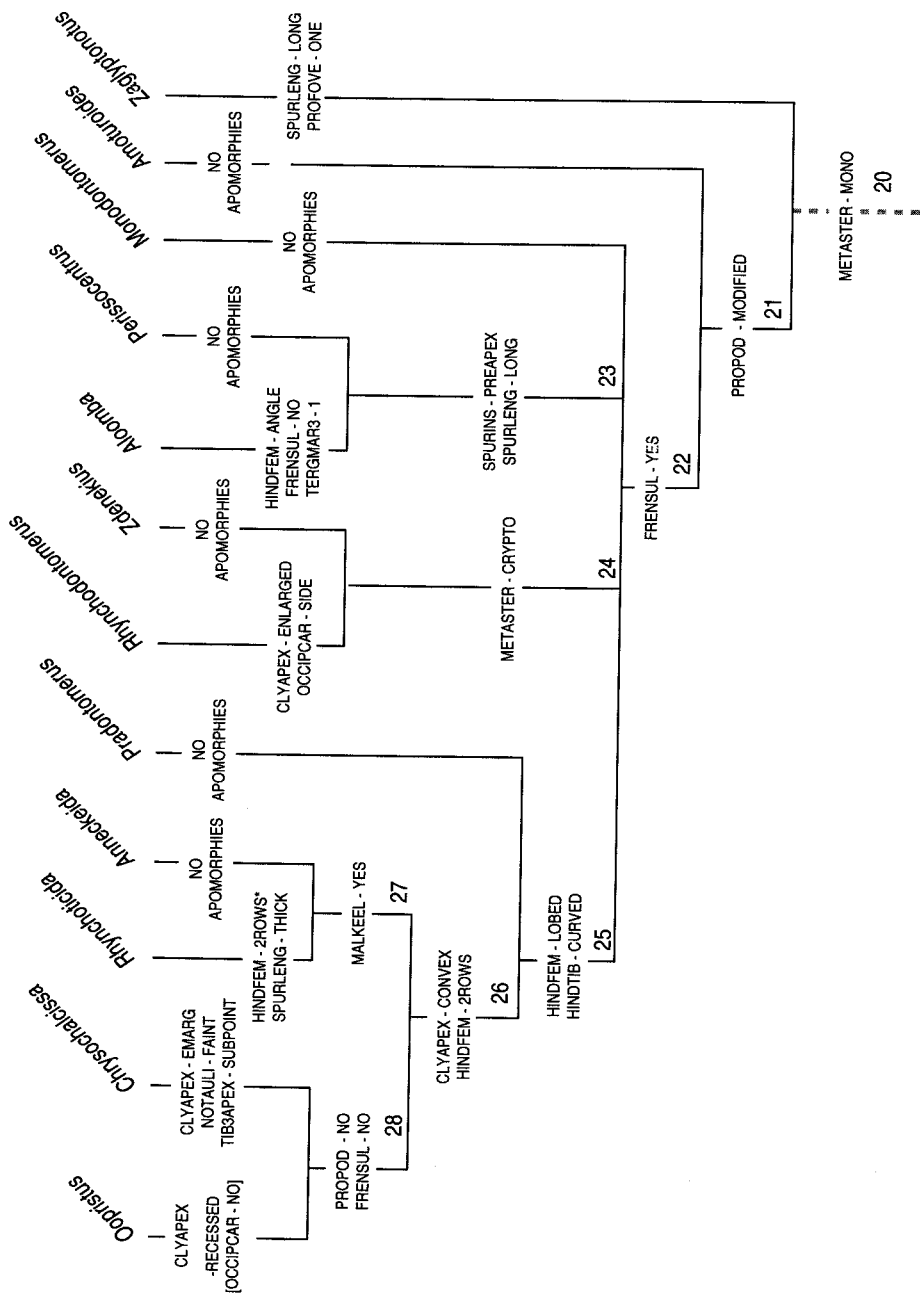 Oopristus
Chrysochalcissa
Rhynchoticida
Anneckeida
Pradontomerus
Rhynchodontomerus
Zdenekius
Aloomba
Perissocentrus
Monodontomerus
Amoturoides
Zaglyptonotus
CLYAPEX
-RECESSED
[OCCIPCAR - NO]
CLYAPEX - EMARG
NOTAULI - FAINT
TIB3APEX - SUBPOINT
HINDFEM - 2ROWS*
SPURLENG - THICK
NO
APOMORPHIES
NO
APOMORPHIES
CLYAPEX - ENLARGED
OCCIPCAR - SIDE
NO
APOMORPHIES
HINDFEM - ANGLE
FRENSUL - NO
TERGMAR3 - 1
NO
APOMORPHIES
NO
APOMORPHIES
NO
APOMORPHIES
SPURLENG - LONG
PROFOVE - ONE
PROPOD - NO
FRENSUL - NO
28
MALKEEL - YES
27
CLYAPEX - CONVEX
HINDFEM - 2ROWS
26
HINDFEM - LOBED
HINDTIB - CURVED
25
METASTER - CRYPTO
24
SPURINS - PREAPEX
SPURLENG - LONG
23
FRENSUL - YES
22
PROPOD - MODIFIED
21
METASTER - MONO
20